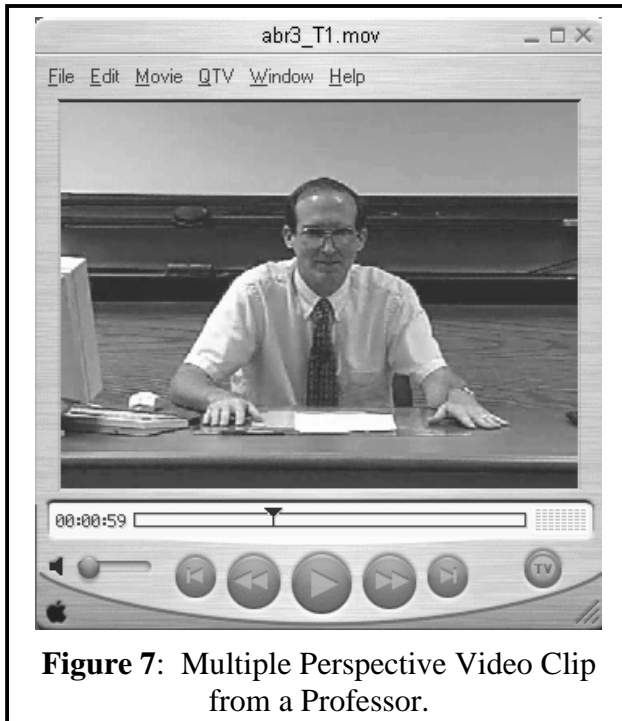 abr3_T1.mov
File Edit Movie QTV Window Help
00:00:59
TV
Figure 7: Multiple Perspective Video Clip
from a Professor.